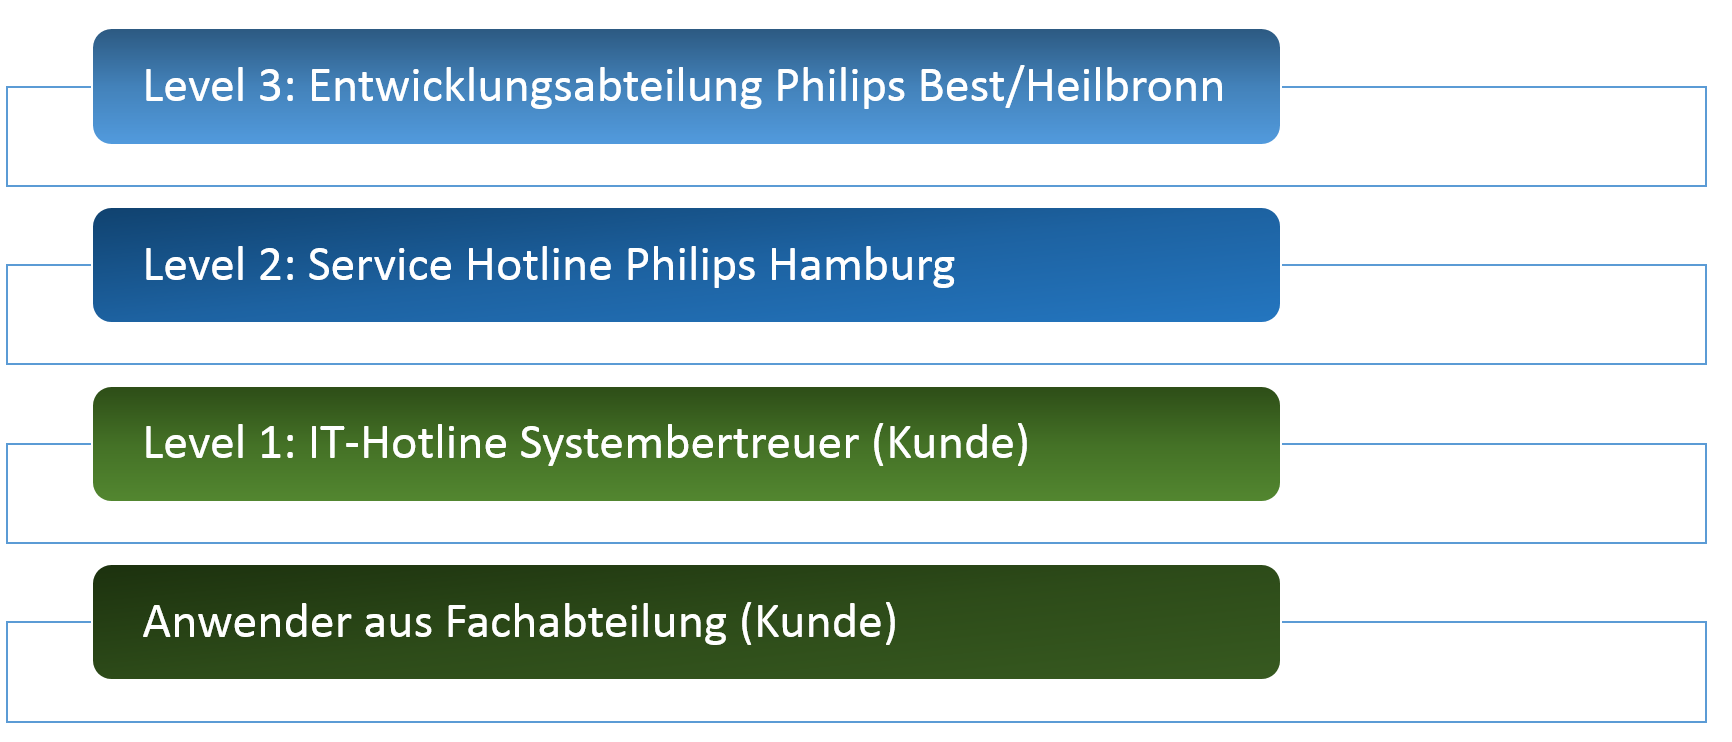 Level 3: Entwicklungsabteilung Philips Best/Heilbronn
Level 2: Service Hotline Philips Hamburg
Level 1: IT-Hotline Systembertreuer (Kunde)
Anwender aus Fachabteilung (Kunde)